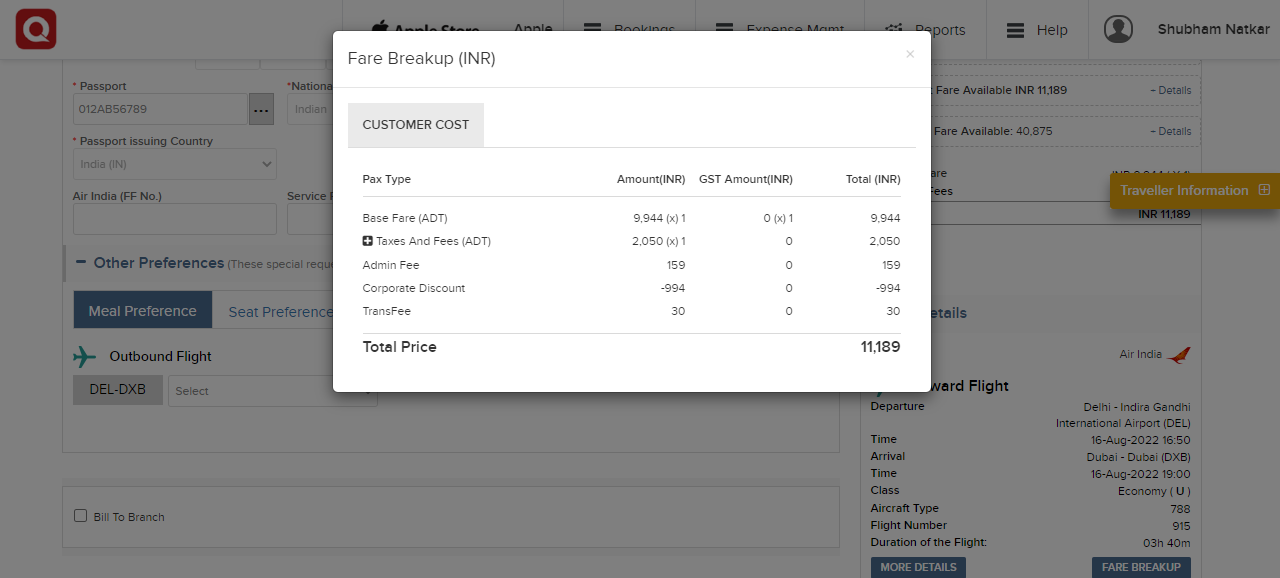 Apple Store
Apple
Bookings
Expense Mgmt
Reports
Help
Shubham Natkar
* Passport
012AB56789
...
*Nationa
Indian
* Passport issuing Country
India (IN)
Air India (FF No.)
Service
Other Preferences (These special reque
Meal Preference
Seat Preference
Outbound Flight
DEL-DXB
Select
Bill To Branch
Fare Breakup (INR)
×
CUSTOMER COST
Pax Type Amount(INR) GST Amount(INR) Total (INR)
Base Fare (ADT) 9,944 (x) 1 0 (x) 1 9,944
Taxes And Fees (ADT) 2,050 (x) 1 0 2,050
Admin Fee 159 0 159
Corporate Discount -994 0 -994
TransFee 30 0 30
Total Price 11,189
Fare Available INR 11,189 - Details
Fare Available: 40,875 - Details
Fees
Traveller Information
INR 11,189
etails
Air India
ward Flight
Departure Delhi - Indira Gandhi
International Airport (DEL)
Time 16-Aug-2022 16:50
Arrival Dubai - Dubai (DXB)
Time 16-Aug-2022 19:00
Class Economy ( U )
Aircraft Type 788
Flight Number 915
Duration of the Flight: 03h 40m
MORE DETAILS
FARE BREAKUP